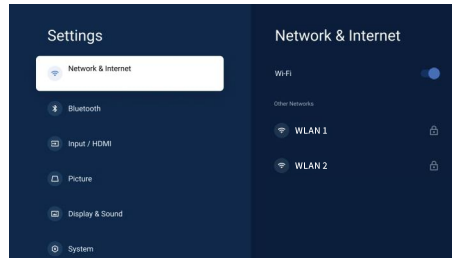 Settings
Network & Internet
Bluetooth
Input / HDMI
Picture
Display & Sound
System
Network & Internet
Wi-Fi
Other Networks
WLAN 1
WLAN 2